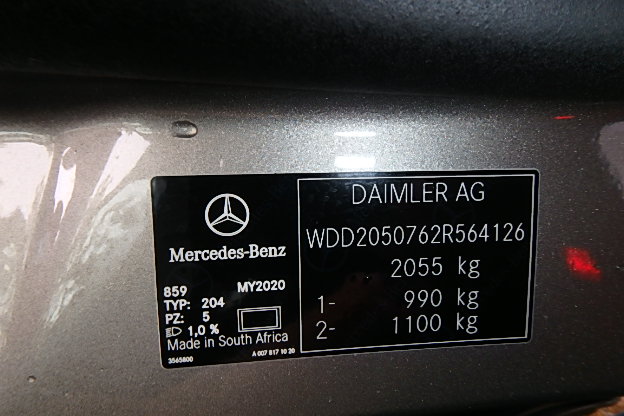 Mercedes-Benz
859 MY2020
TYP: 204
PZ: 5
1,0 %
Made in South Africa
3565800 A 007 817 10 20
DAIMLER AG
WDD2050762R564126
2055 kg
1- 990 kg
2- 1100 kg